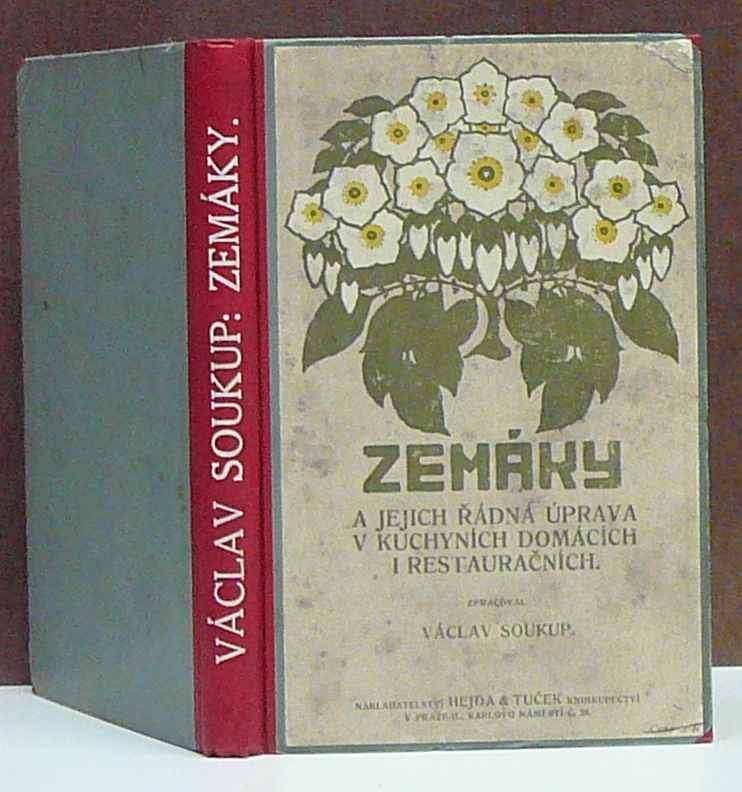 VÁCLAV SOUKUP: ZEMÁKY.
ZEMÁKY
A JEJICH ŘÁDNÁ ÚPRAVA
V KUCHYNÍCH DOMÁCÍCH
I RESTAURAČNÍCH.
ZPRACOVAL
VÁCLAV SOUKUP.
NAKLADATELSTVÍ HEJDA & TUČEK KNIHKUPECTVÍ
V PRAZE-II., KARLOVO NÁMĚSTÍ Č.